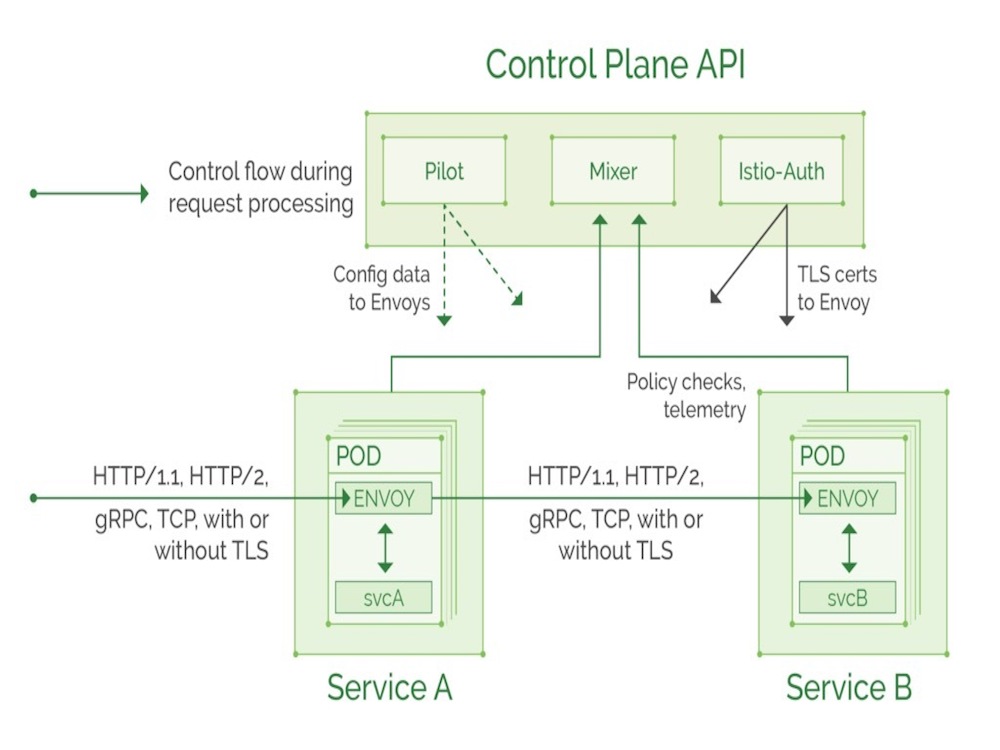 Control Plane API
Control flow during
request processing
Pilot
Mixer
Istio-Auth
Config data
to Envoys
TLS certs
to Envoy
Policy checks,
telemetry
HTTP/1.1, HTTP/2,
gRPC, TCP, with or
without TLS
POD
ENVOY
svcA
Service A
HTTP/1.1, HTTP/2,
gRPC, TCP, with or
without TLS
POD
ENVOY
svcB
Service B